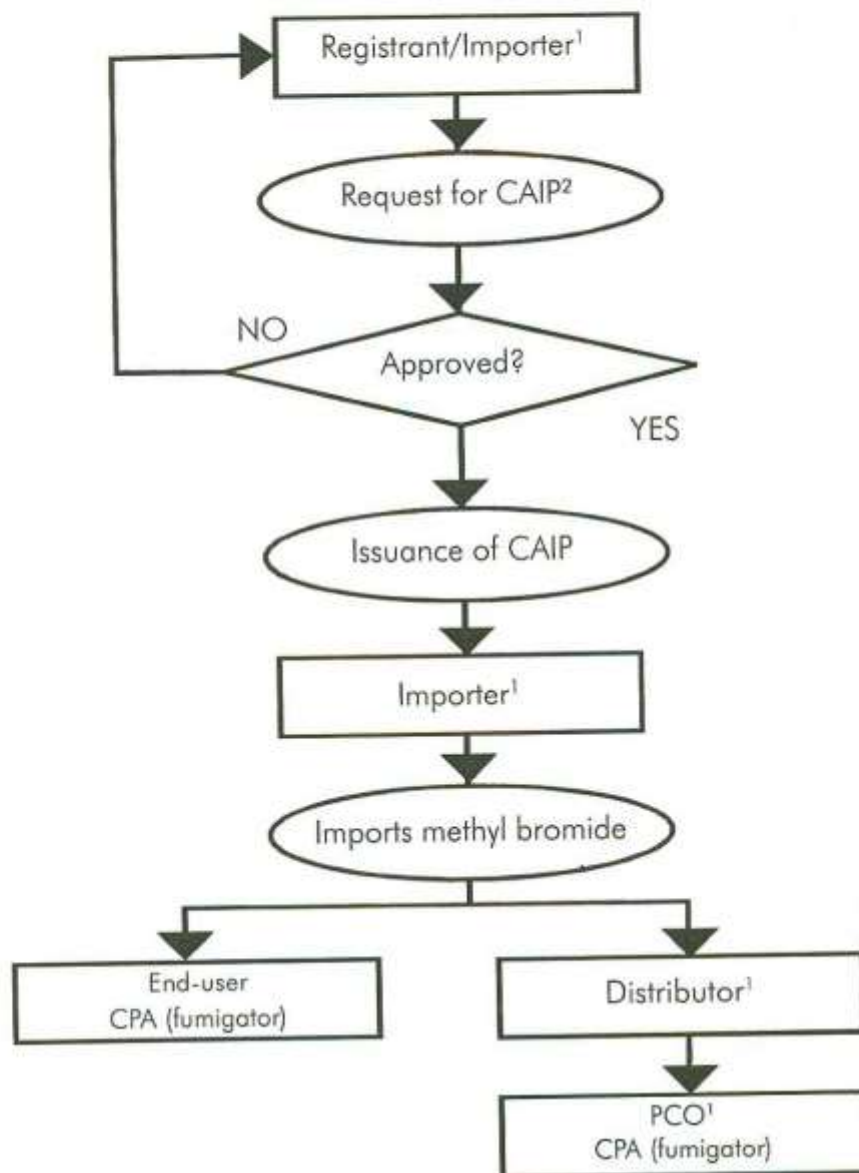 Registrant/Importer¹
Request for CAIP²
NO
Approved?
YES
Issuance of CAIP
Importer¹
Imports methyl bromide
End-user
CPA (fumigator)
Distributor¹
PCO¹
CPA (fumigator)